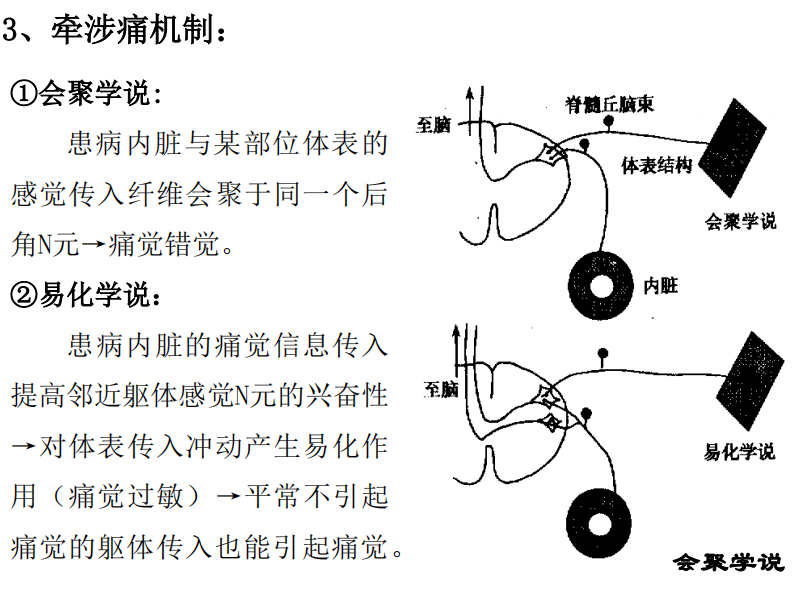 3、牵涉痛机制：
①会聚学说:
患病内脏与某部位体表的
感觉传入纤维会聚于同一个后
角N元→痛觉错觉。
②易化学说：
患病内脏的痛觉信息传入
提高邻近躯体感觉N元的兴奋性
→对体表传入冲动产生易化作
用（痛觉过敏）→平常不引起
痛觉的躯体传入也能引起痛觉。
脊髓丘脑束
至脑
体表结构
会聚学说
内脏
至脑
易化学说
会聚学说